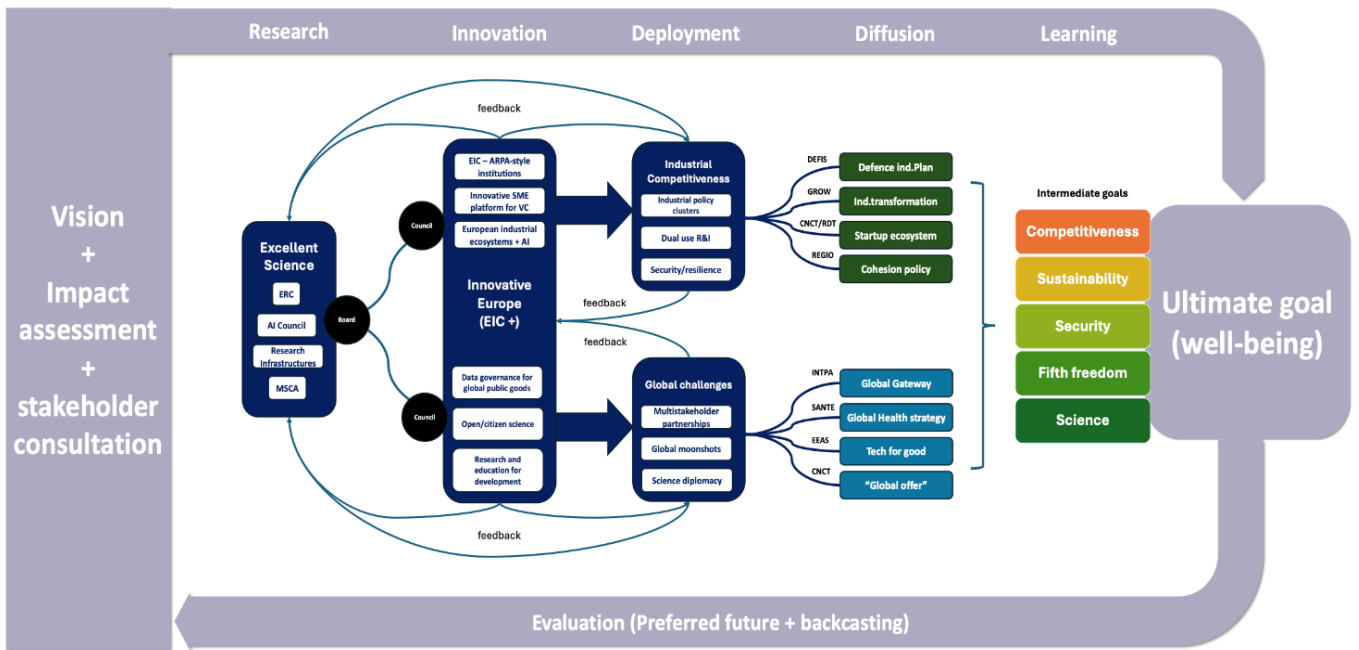 Research
Innovation
Deployment
Diffusion
Learning
Vision
+
Impact
assessment
+
stakeholder
consultation
feedback
Excellent
Science
ERC
AI Council
Research
Infrastructures
MSCA
Board
Council
Council
EIC – ARPA-style
institutions
Innovative SME
platform for VC
European industrial
ecosystems + AI
Innovative
Europe
(EIC +)
Data governance for
global public goods
Open/citizen science
Research and
education for
development
Industrial
Competitiveness
Industrial policy
clusters
Dual use R&I
Security/resilience
feedback
feedback
Global challenges
Multistakeholder
partnerships
Global moonshots
Science diplomacy
feedback
DEFIS
Defence ind.Plan
GROW
Ind.transformation
CNCT/RDT
Startup ecosystem
REGIO
Cohesion policy
INTPA
Global Gateway
SANTE
Global Health strategy
EEAS
Tech for good
CNCT
“Global offer”
Intermediate goals
Competitiveness
Sustainability
Security
Fifth freedom
Science
Ultimate goal
(well-being)
Evaluation (Preferred future + backcasting)